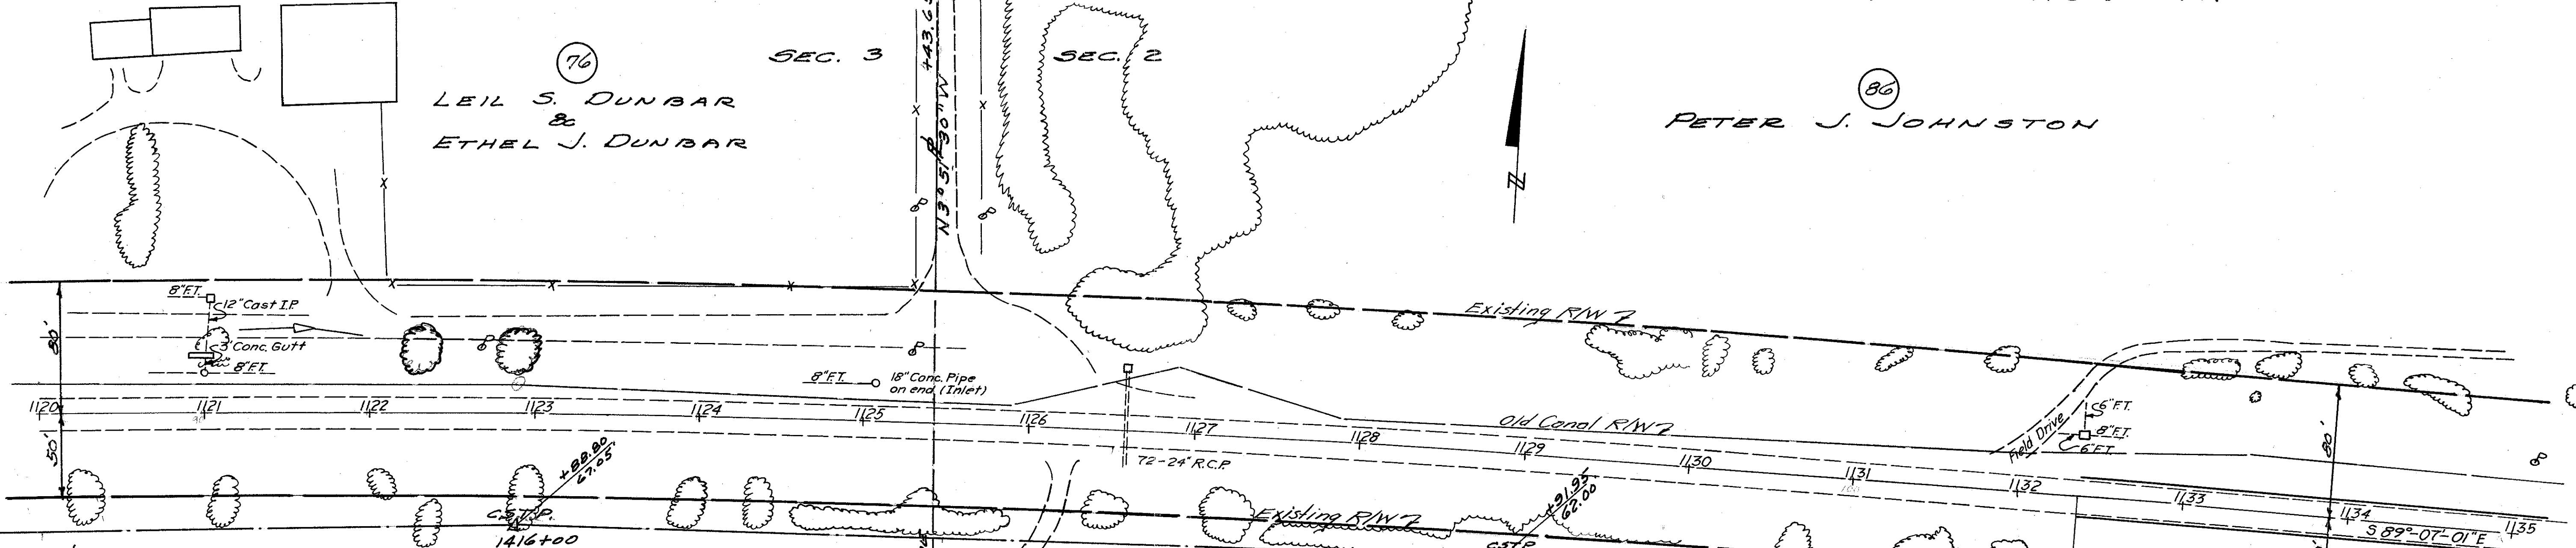 76
LEIL S. DUNBAR
&
ETHEL J. DUNBAR
SEC. 3
SEC. 2
+43.6
N3°51'30"W
86
PETER J. JOHNSTON
N
8"F.T.
12"Cast I.P.
3'Conc. Gutt
8"F.T.
80'
50'
8"F.T.
18"Conc. Pipe
on end (Inlet)
Existing R/W
Old Canal R/W
Field Drive
6"F.T.
8"F.T.
6"F.T.
80'
1120
1121
1122
1123
1124
1125
1126
1127
1128
1129
1130
1131
1132
1133
1134
1135
72-24"R.C.P.
+88.80
67.05
C.S.T.P.
1416+00
Existing R/W
+91.95
62.00
C.S.T.P.
S 89°-07'-01"E